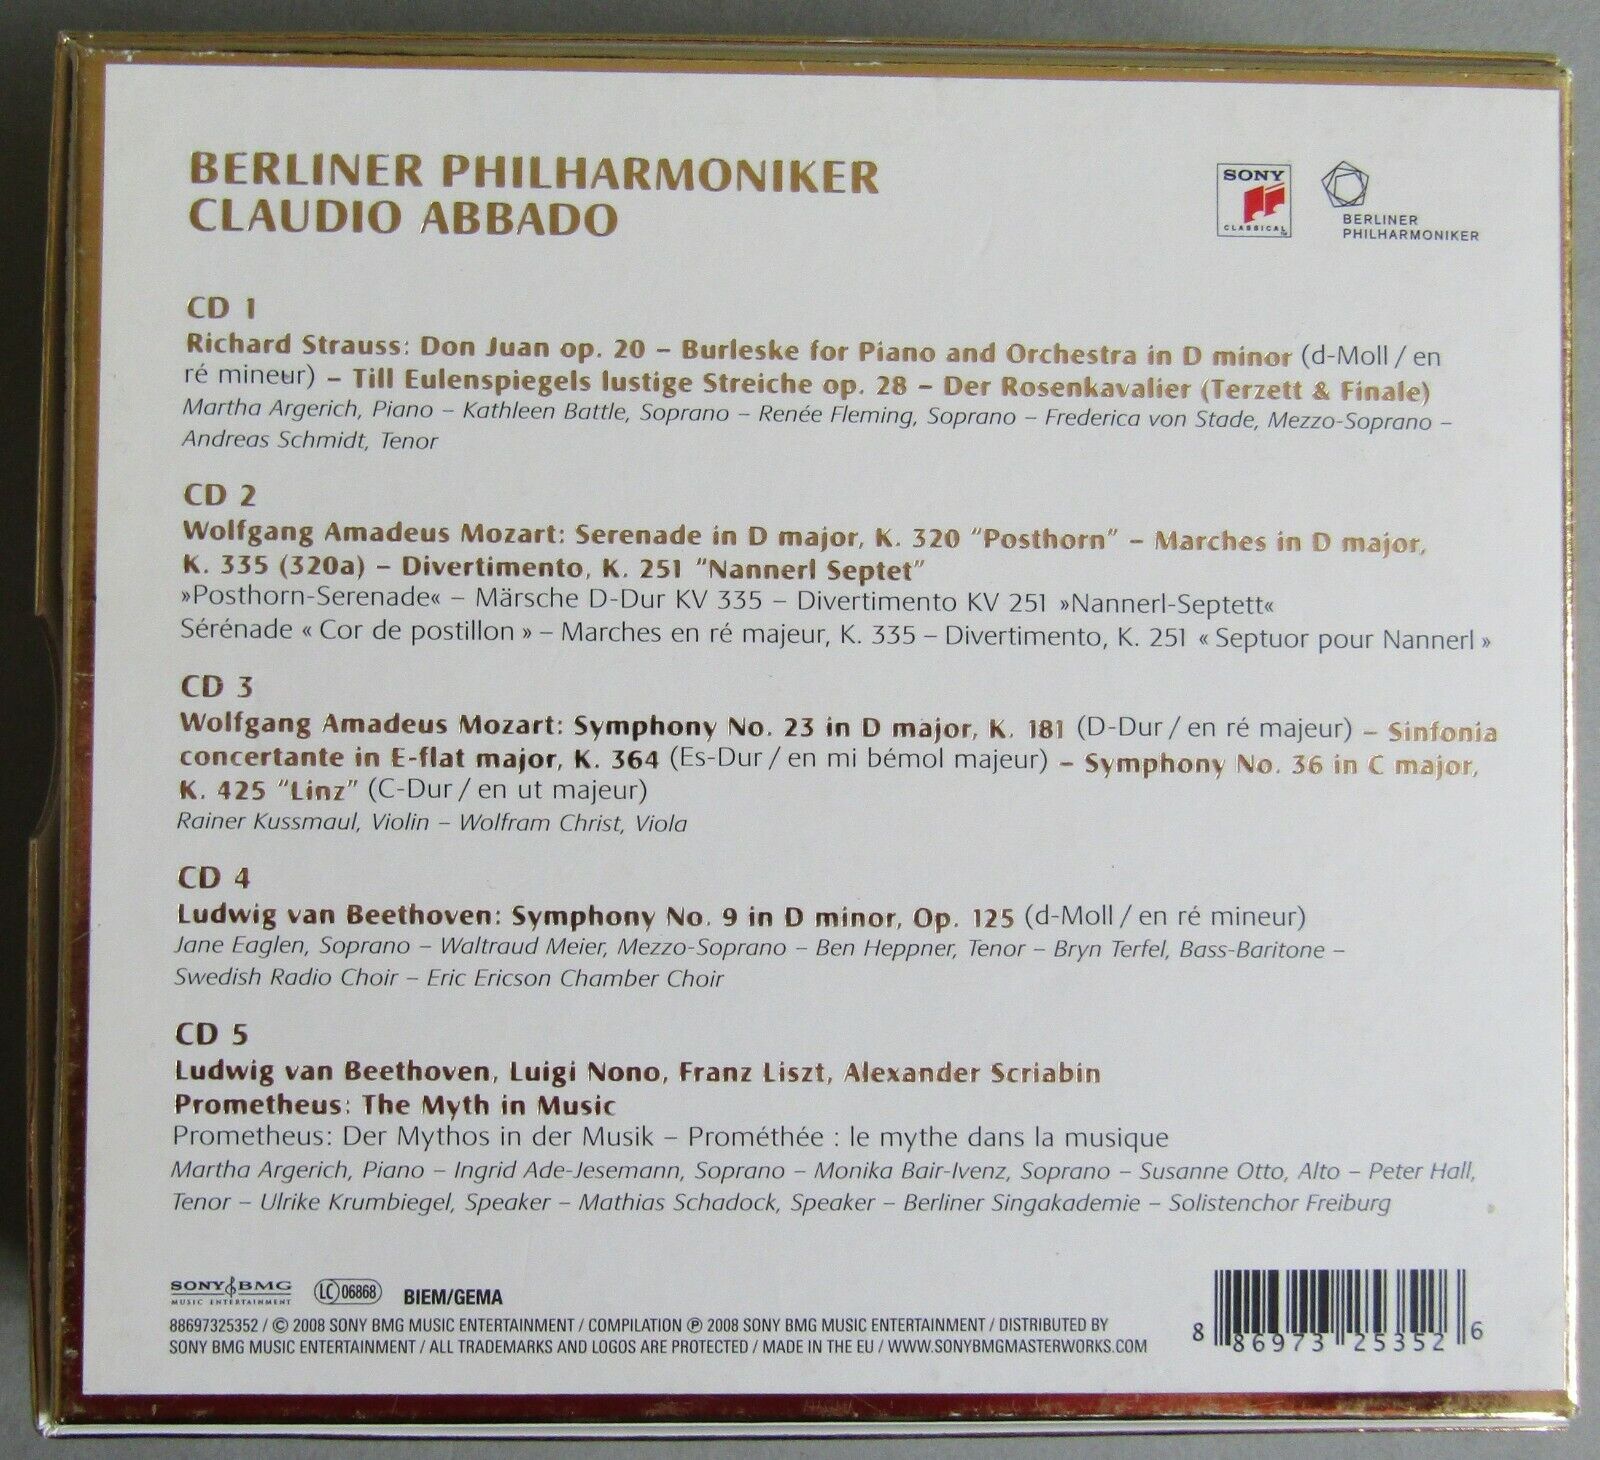 BERLINER PHILHARMONIKER
CLAUDIO ABBADO
SONY
CLASSICAL
BERLINER
PHILHARMONIKER
CD 1
Richard Strauss: Don Juan op. 20 – Burleske for Piano and Orchestra in D minor (d-Moll / en
ré mineur) – Till Eulenspiegels lustige Streiche op. 28 – Der Rosenkavalier (Terzett & Finale)
Martha Argerich, Piano – Kathleen Battle, Soprano – Renée Fleming, Soprano – Frederica von Stade, Mezzo-Soprano –
Andreas Schmidt, Tenor
CD 2
Wolfgang Amadeus Mozart: Serenade in D major, K. 320 "Posthorn" – Marches in D major,
K. 335 (320a) – Divertimento, K. 251 "Nannerl Septet"
»Posthorn-Serenade« – Märsche D-Dur KV 335 – Divertimento KV 251 »Nannerl-Septett«
Sérénade « Cor de postillon » – Marches en ré majeur, K. 335 – Divertimento, K. 251 « Septuor pour Nannerl »
CD 3
Wolfgang Amadeus Mozart: Symphony No. 23 in D major, K. 181 (D-Dur / en ré majeur) – Sinfonia
concertante in E-flat major, K. 364 (Es-Dur / en mi bémol majeur) – Symphony No. 36 in C major,
K. 425 "Linz" (C-Dur / en ut majeur)
Rainer Kussmaul, Violin – Wolfram Christ, Viola
CD 4
Ludwig van Beethoven: Symphony No. 9 in D minor, Op. 125 (d-Moll / en ré mineur)
Jane Eaglen, Soprano – Waltraud Meier, Mezzo-Soprano – Ben Heppner, Tenor – Bryn Terfel, Bass-Baritone –
Swedish Radio Choir – Eric Ericson Chamber Choir
CD 5
Ludwig van Beethoven, Luigi Nono, Franz Liszt, Alexander Scriabin
Prometheus: The Myth in Music
Prometheus: Der Mythos in der Musik – Prométhée : le mythe dans la musique
Martha Argerich, Piano – Ingrid Ade-Jesemann, Soprano – Monika Bair-Ivenz, Soprano – Susanne Otto, Alto – Peter Hall,
Tenor – Ulrike Krumbiegel, Speaker – Mathias Schadock, Speaker – Berliner Singakademie – Solistenchor Freiburg
SONY BMG
MUSIC ENTERTAINMENT
LC 06868
BIEM/GEMA
88697325352 / © 2008 SONY BMG MUSIC ENTERTAINMENT / COMPILATION ℗ 2008 SONY BMG MUSIC ENTERTAINMENT / DISTRIBUTED BY
SONY BMG MUSIC ENTERTAINMENT / ALL TRADEMARKS AND LOGOS ARE PROTECTED / MADE IN THE EU / WWW.SONYBMGMASTERWORKS.COM
8 86973 25352 6